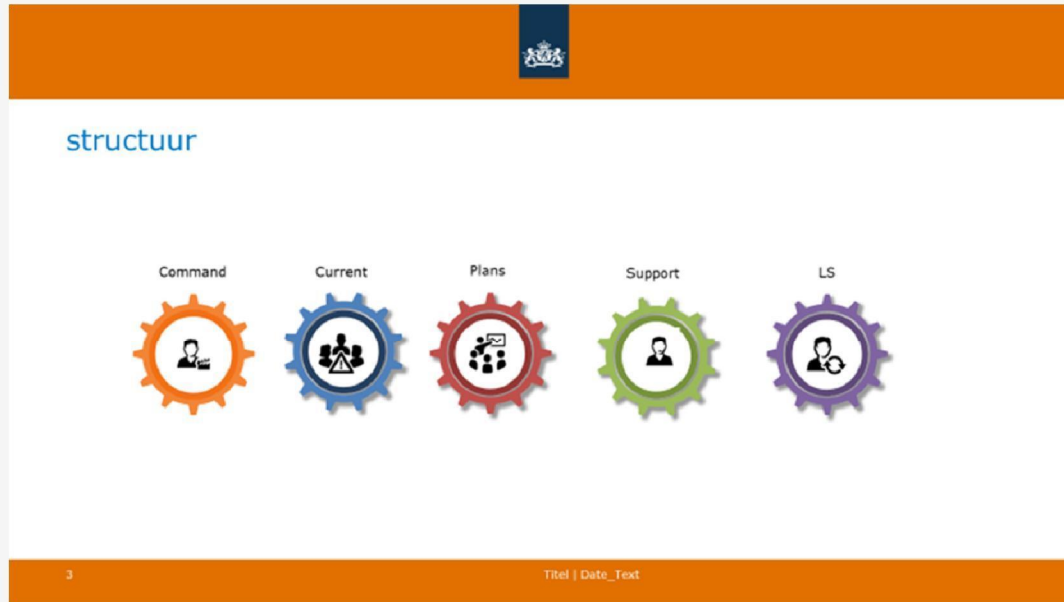 structuur
Command
Current
Plans
Support
LS
3
Titel | Date_Text